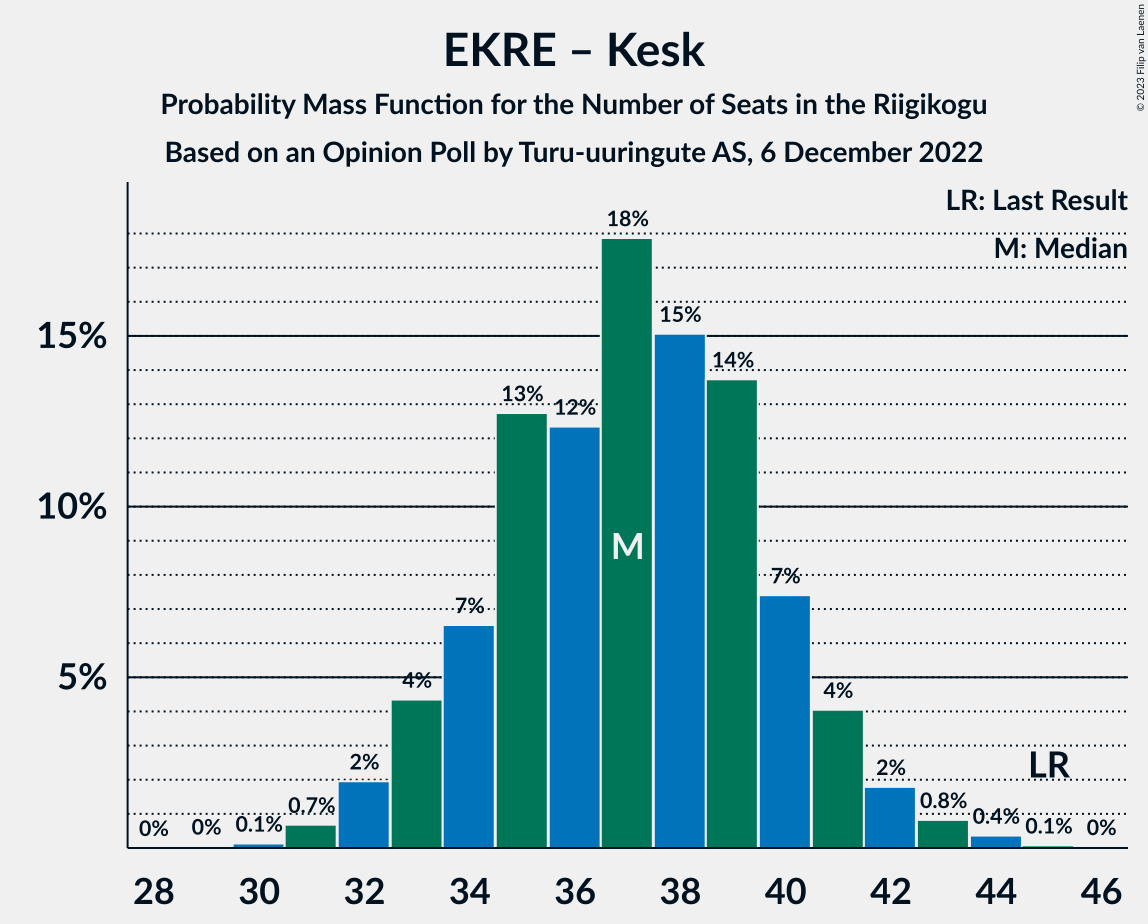 EKRE – Kesk
Probability Mass Function for the Number of Seats in the Riigikogu
Based on an Opinion Poll by Turu-uuringute AS, 6 December 2022
© 2023 Filip van Laenen
LR: Last Result
M: Median
15%
10%
5%
0%
0%
0.1%
0.7%
2%
4%
7%
13%
12%
18%
15%
14%
7%
4%
2%
0.8%
0.4%
0.1%
0%
M
LR
28 30 32 34 36 38 40 42 44 46